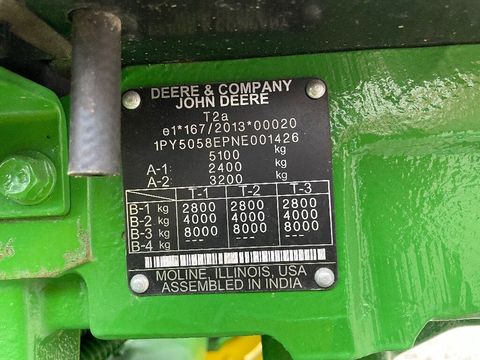 DEERE & COMPANY
JOHN DEERE
T2a
e1*167/2013*00020
1PY5058EPNE001426
5100 kg
A-1: 2400 kg
A-2: 3200 kg
T-1 T-2 T-3
B-1 kg 2800 2800 2800
B-2 kg 4000 4000 4000
B-3 kg 8000 8000 8000
B-4 kg --- --- ---
MOLINE, ILLINOIS, USA
ASSEMBLED IN INDIA